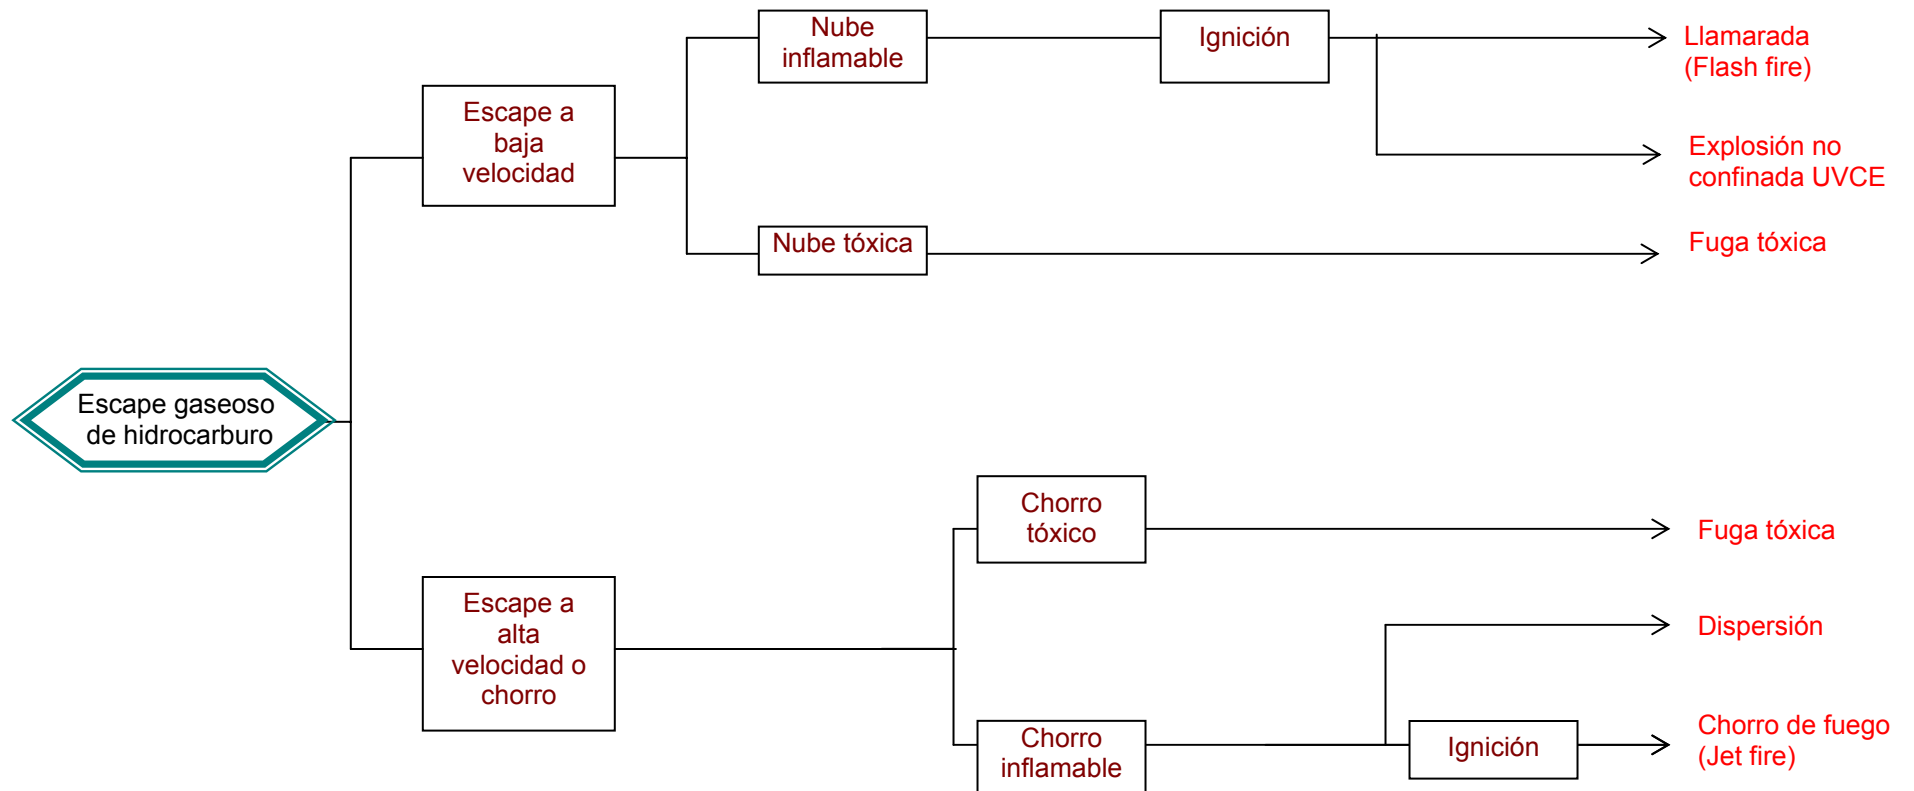 Nube
inflamable
Ignición
Llamarada
(Flash fire)
Escape a
baja
velocidad
Explosión no
confinada UVCE
Nube tóxica
Fuga tóxica
Escape gaseoso
de hidrocarburo
Chorro
tóxico
Fuga tóxica
Escape a
alta
velocidad o
chorro
Dispersión
Chorro
inflamable
Ignición
Chorro de fuego
(Jet fire)